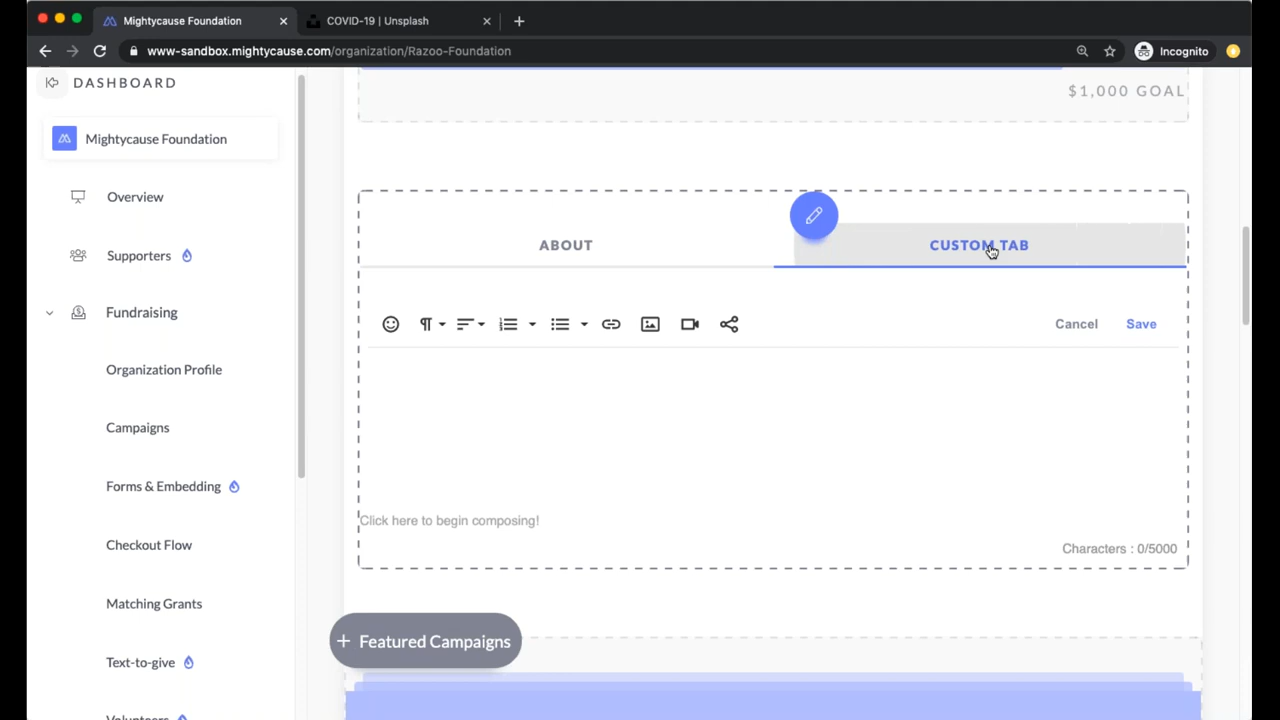 Mightycause Foundation
COVID-19 | Unsplash
www-sandbox.mightycause.com/organization/Razoo-Foundation
Incognito
DASHBOARD
Mightycause Foundation
Overview
Supporters
Fundraising
Organization Profile
Campaigns
Forms & Embedding
Checkout Flow
Matching Grants
Text-to-give
Volunteers
$1,000 GOAL
ABOUT
CUSTOM TAB
Cancel
Save
Click here to begin composing!
Characters : 0/5000
+ Featured Campaigns